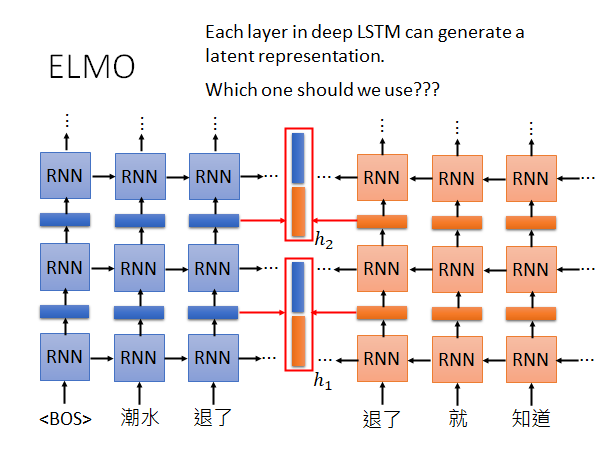 Each layer in deep LSTM can generate a
latent representation.
ELMO
Which one should we use???
⋮ ⋮ ⋮ ⋮ ⋮ ⋮
RNN RNN RNN ⋯ ⋯ RNN RNN RNN ⋯
h₂
RNN RNN RNN ⋯ ⋯ RNN RNN RNN ⋯
h₁
RNN RNN RNN ⋯ ⋯ RNN RNN RNN ⋯
<BOS> 潮水 退了 退了 就 知道